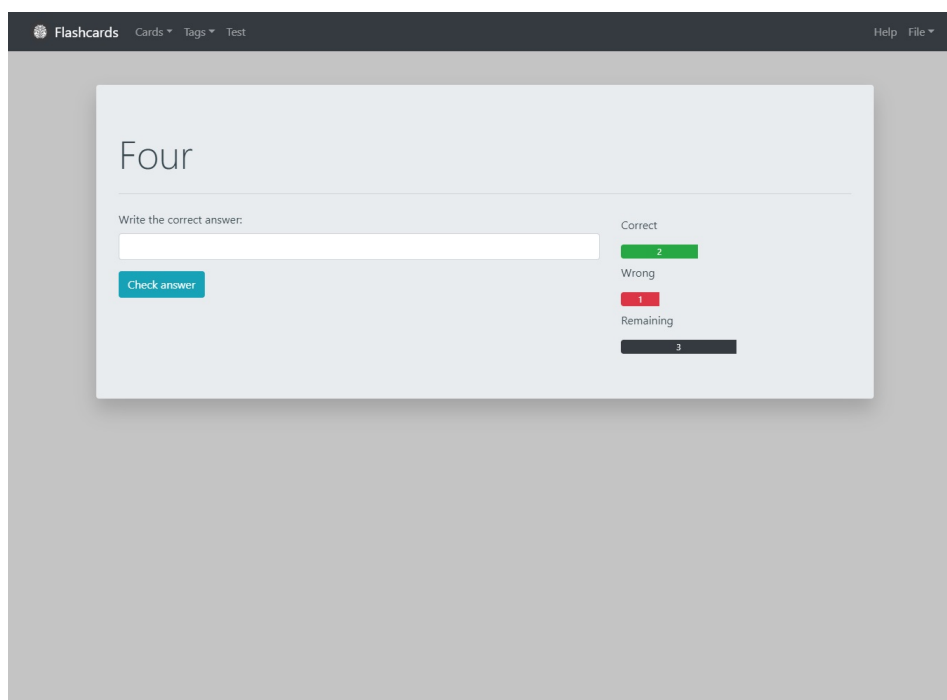 Flashcards Cards Tags Test Help File
Four
Write the correct answer:
Check answer
Correct
2
Wrong
1
Remaining
3